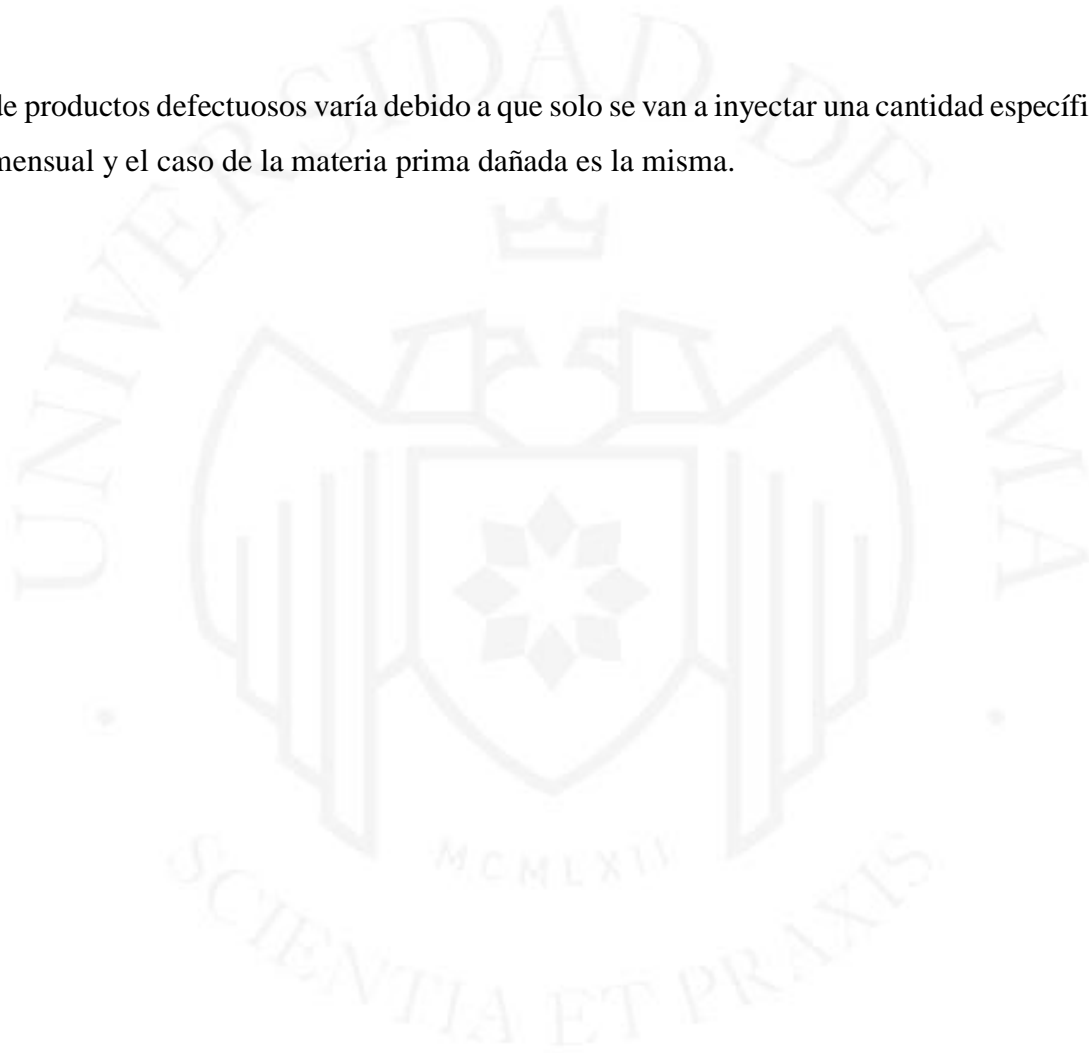 de productos defectuosos varía debido a que solo se van a inyectar una cantidad específi
mensual y el caso de la materia prima dañada es la misma.
UNIVERSIDAD DE LIMA
MCMLXII
SCIENTIA ET PRAXIS